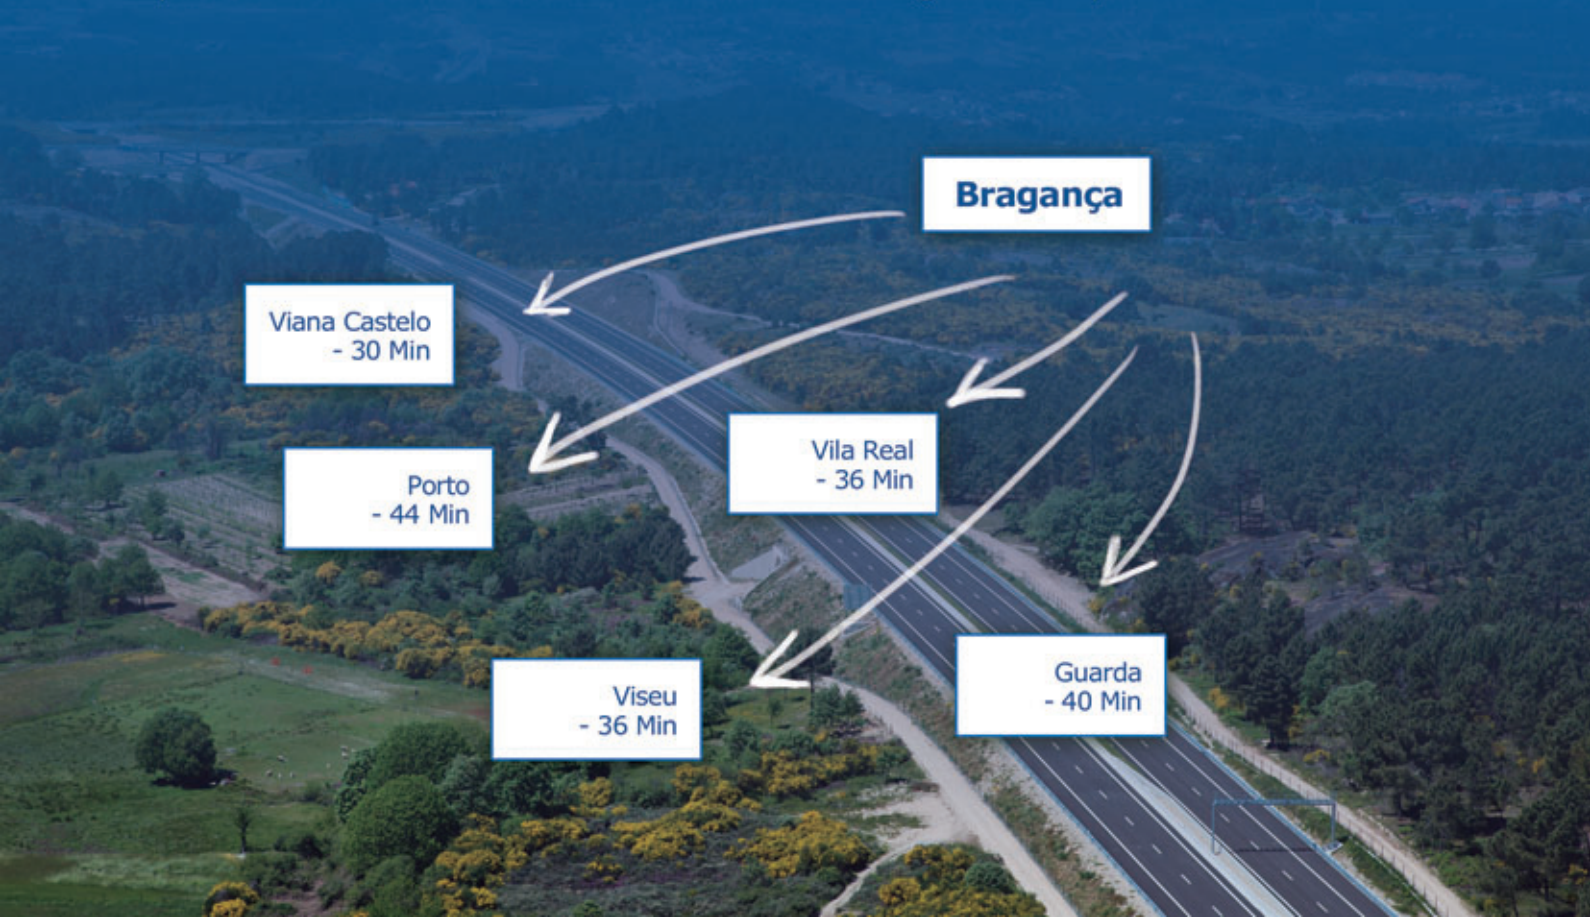 Bragança
Viana Castelo
- 30 Min
Porto
- 44 Min
Vila Real
- 36 Min
Viseu
- 36 Min
Guarda
- 40 Min